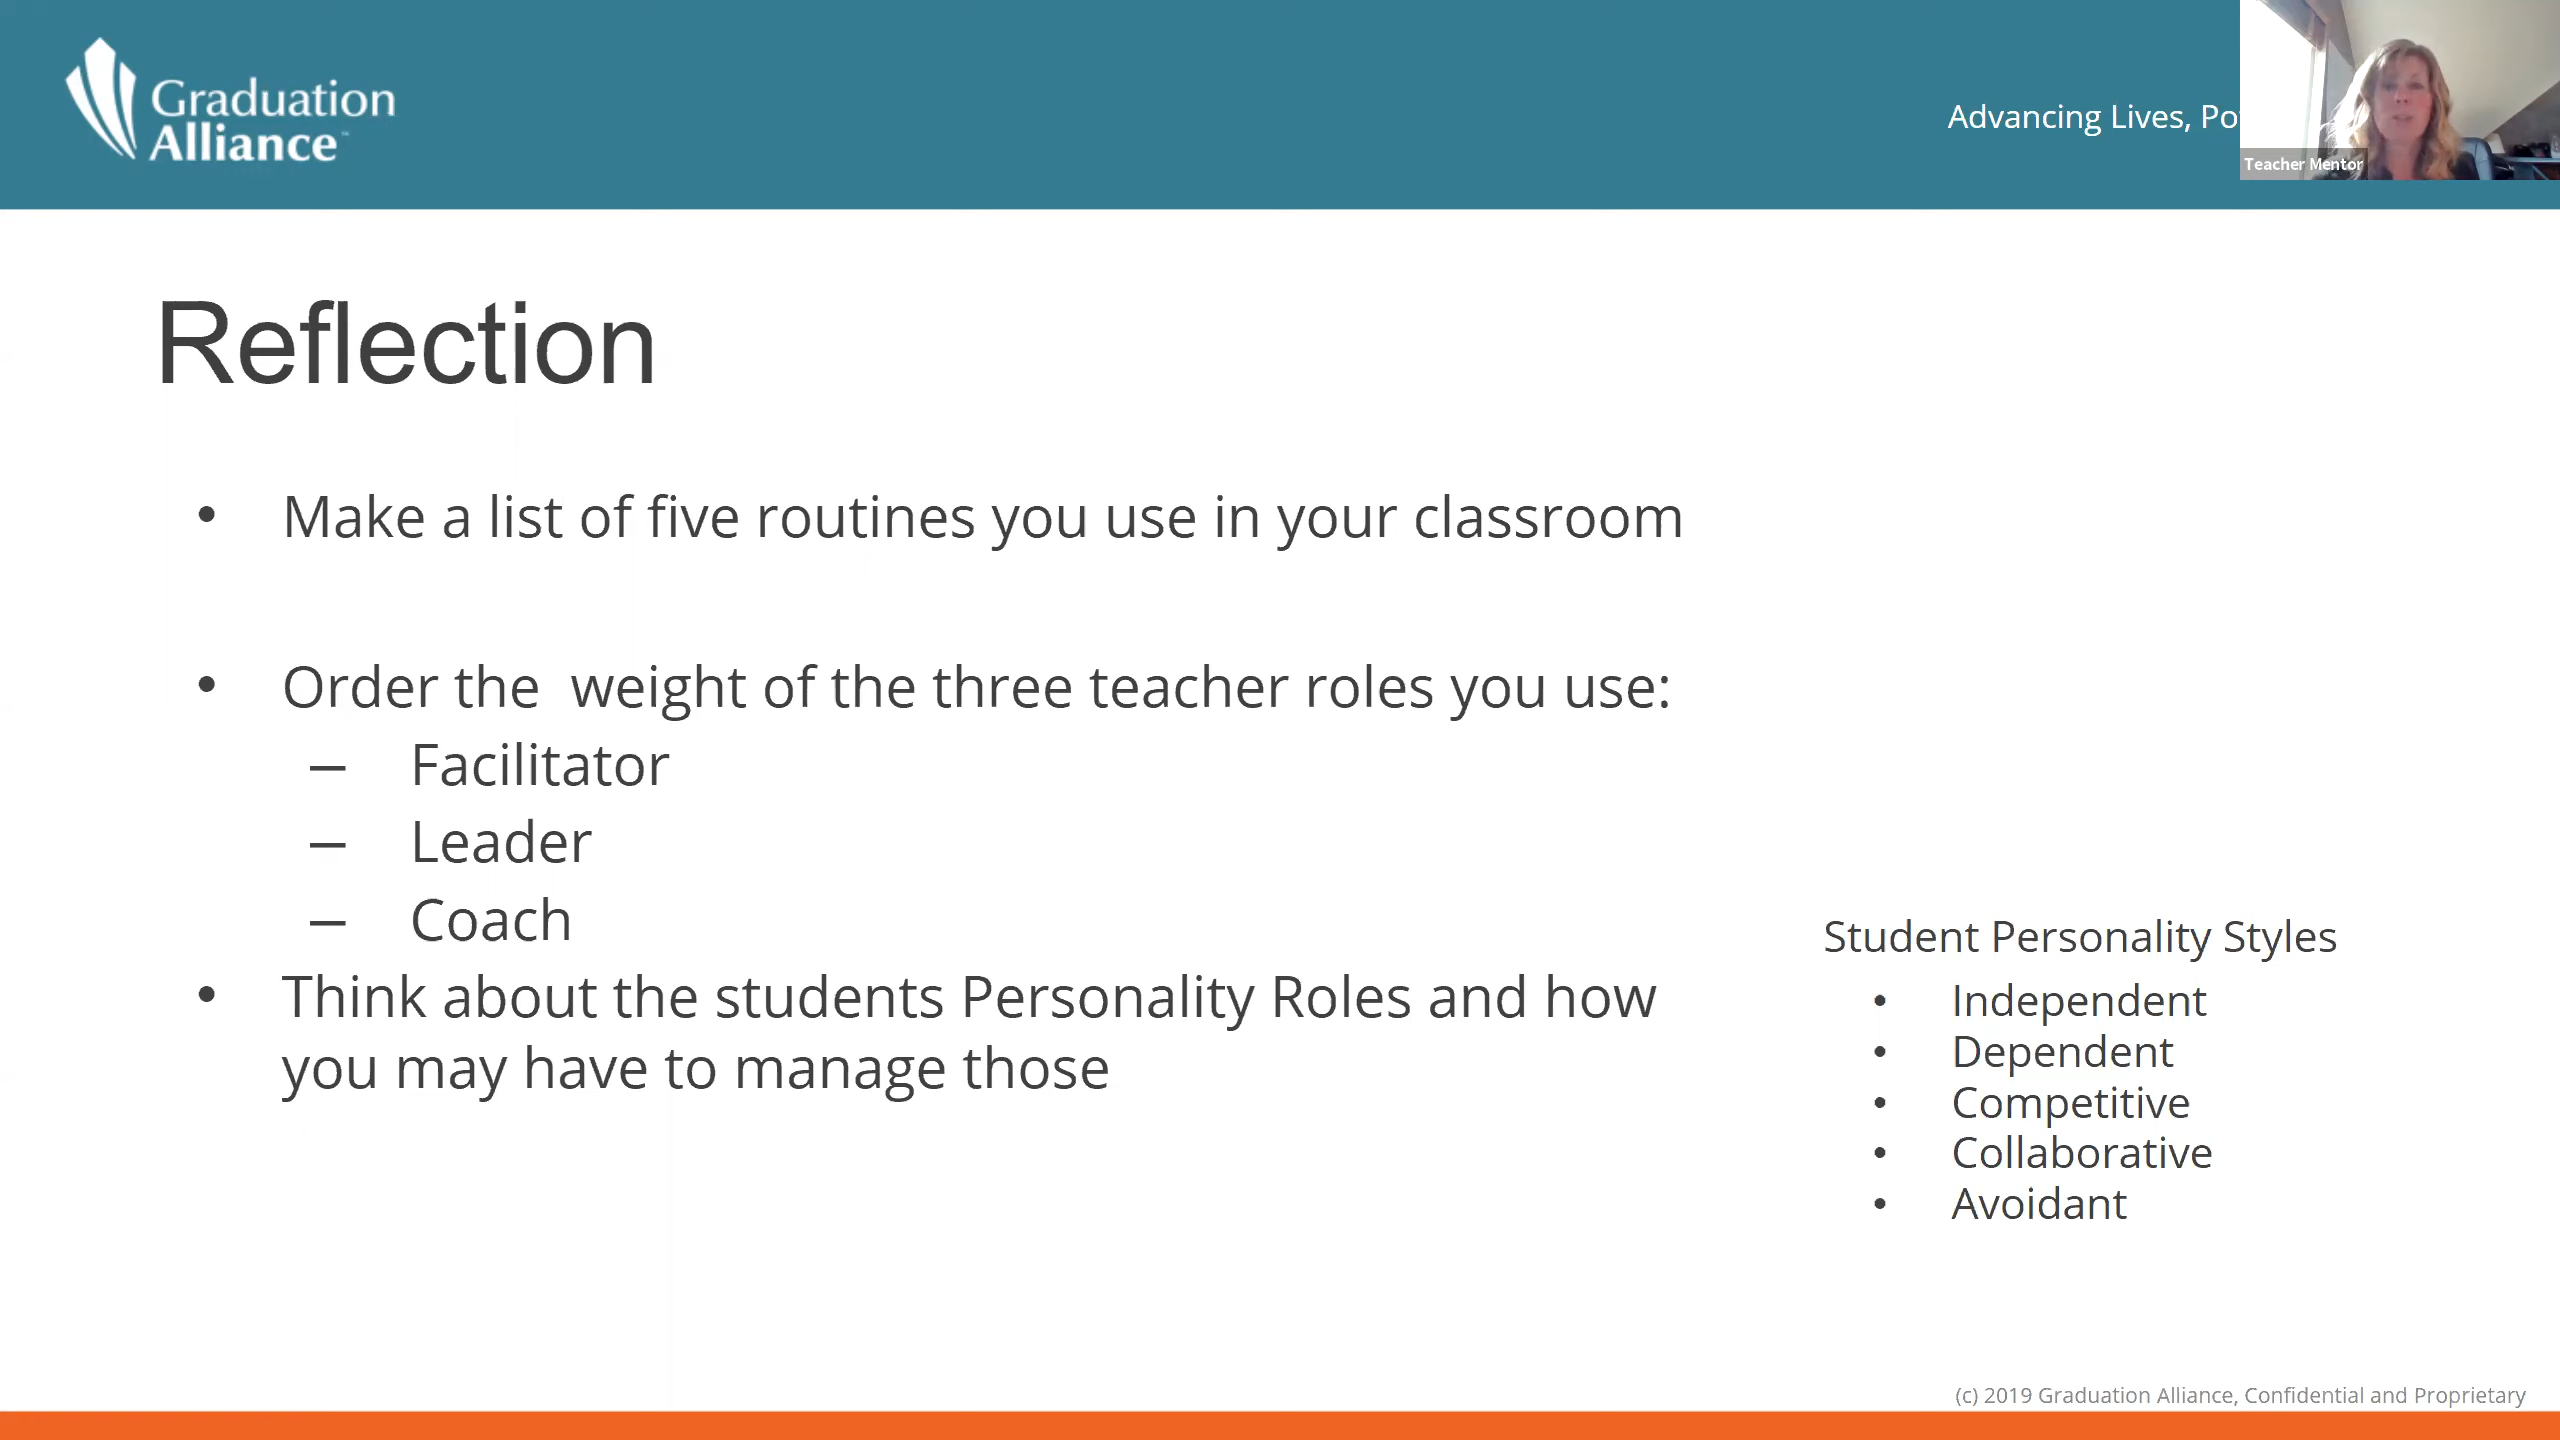 Graduation
Alliance™
Advancing Lives,
Teacher Mentor
Reflection
• Make a list of five routines you use in your classroom
• Order the  weight of the three teacher roles you use:
– Facilitator
– Leader
– Coach
• Think about the students Personality Roles and how
you may have to manage those
Student Personality Styles
• Independent
• Dependent
• Competitive
• Collaborative
• Avoidant
(c) 2019 Graduation Alliance, Confidential and Proprietary